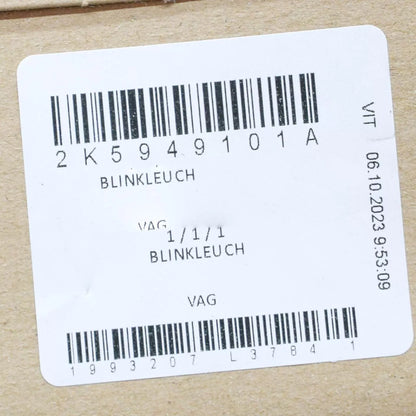 2K5949101A
BLINKLEUCH
VAG
1/1/1
BLINKLEUCH
VAG
1993207 L3784 1
VIT 06.10.2023 9:53:09